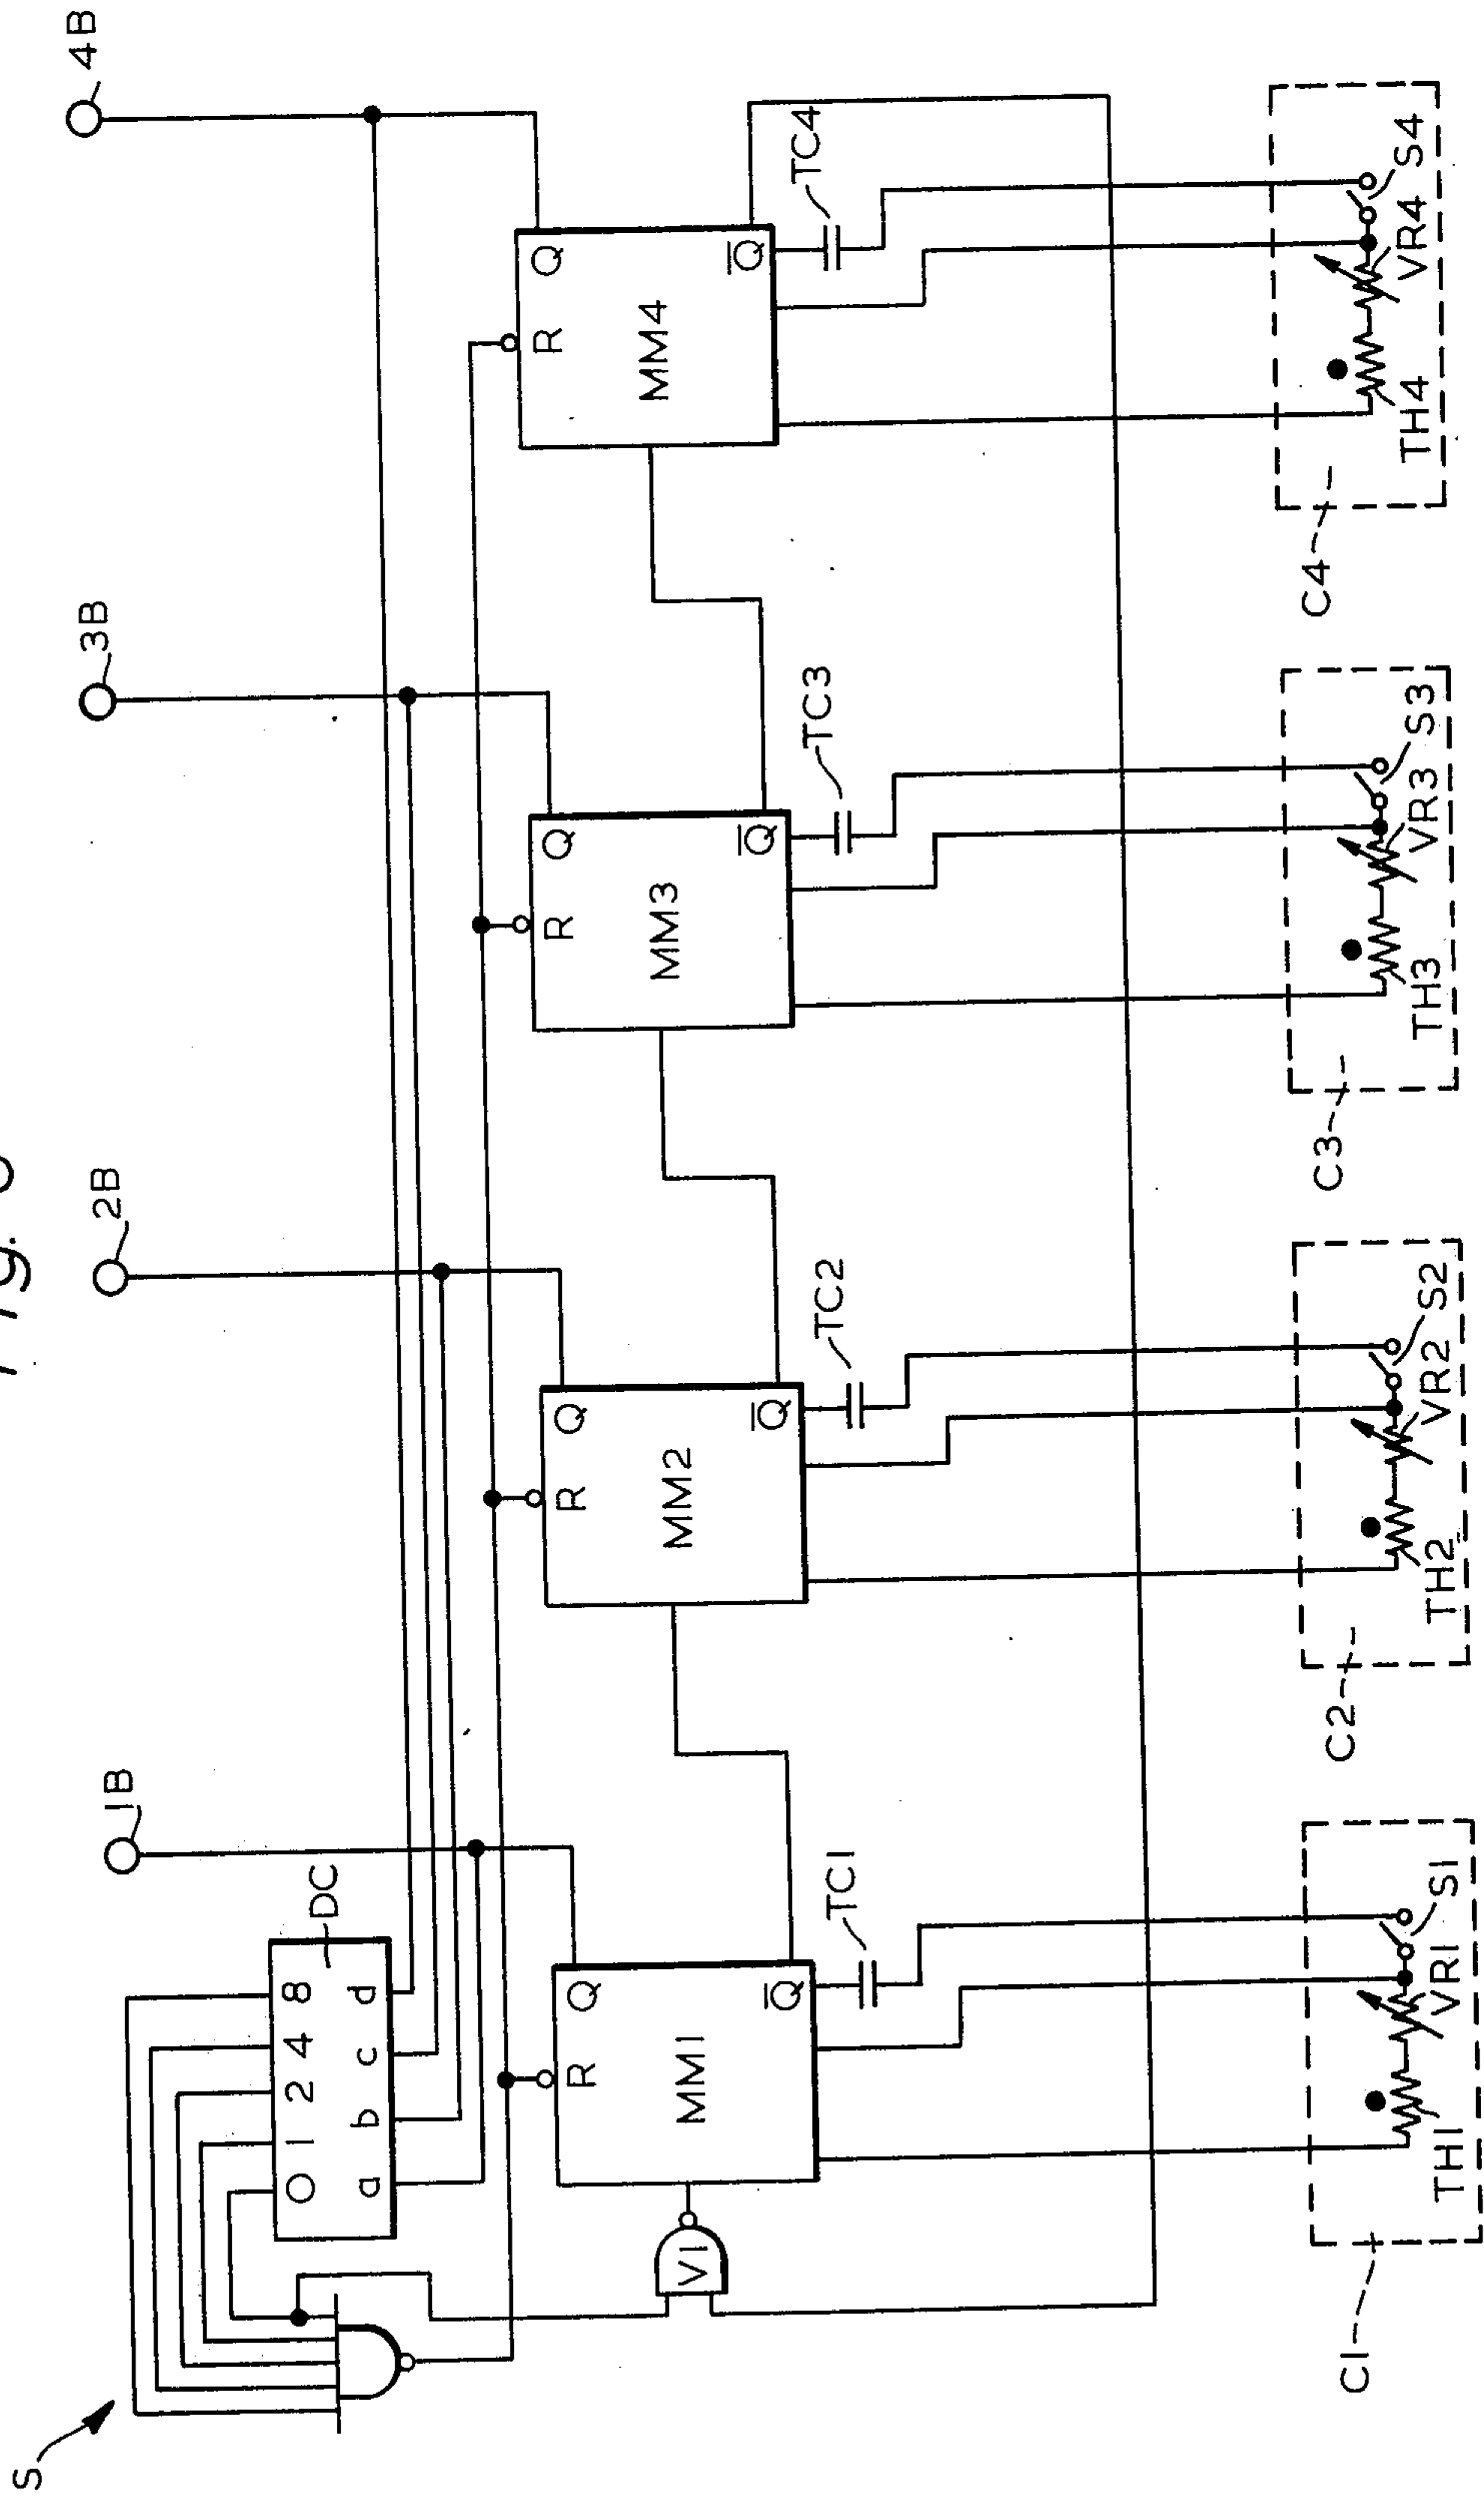 Fig.
S
1B
2B
3B
4B
DC
0 1 2 4 8
a b c d
V1
R Q
MM1
Q̅
TC1
R Q
MM2
Q̅
TC2
R Q
MM3
Q̅
TC3
R Q
MM4
Q̅
TC4
C1
TH1 VR1 S1
C2
TH2 VR2 S2
C3
TH3 VR3 S3
C4
TH4 VR4 S4